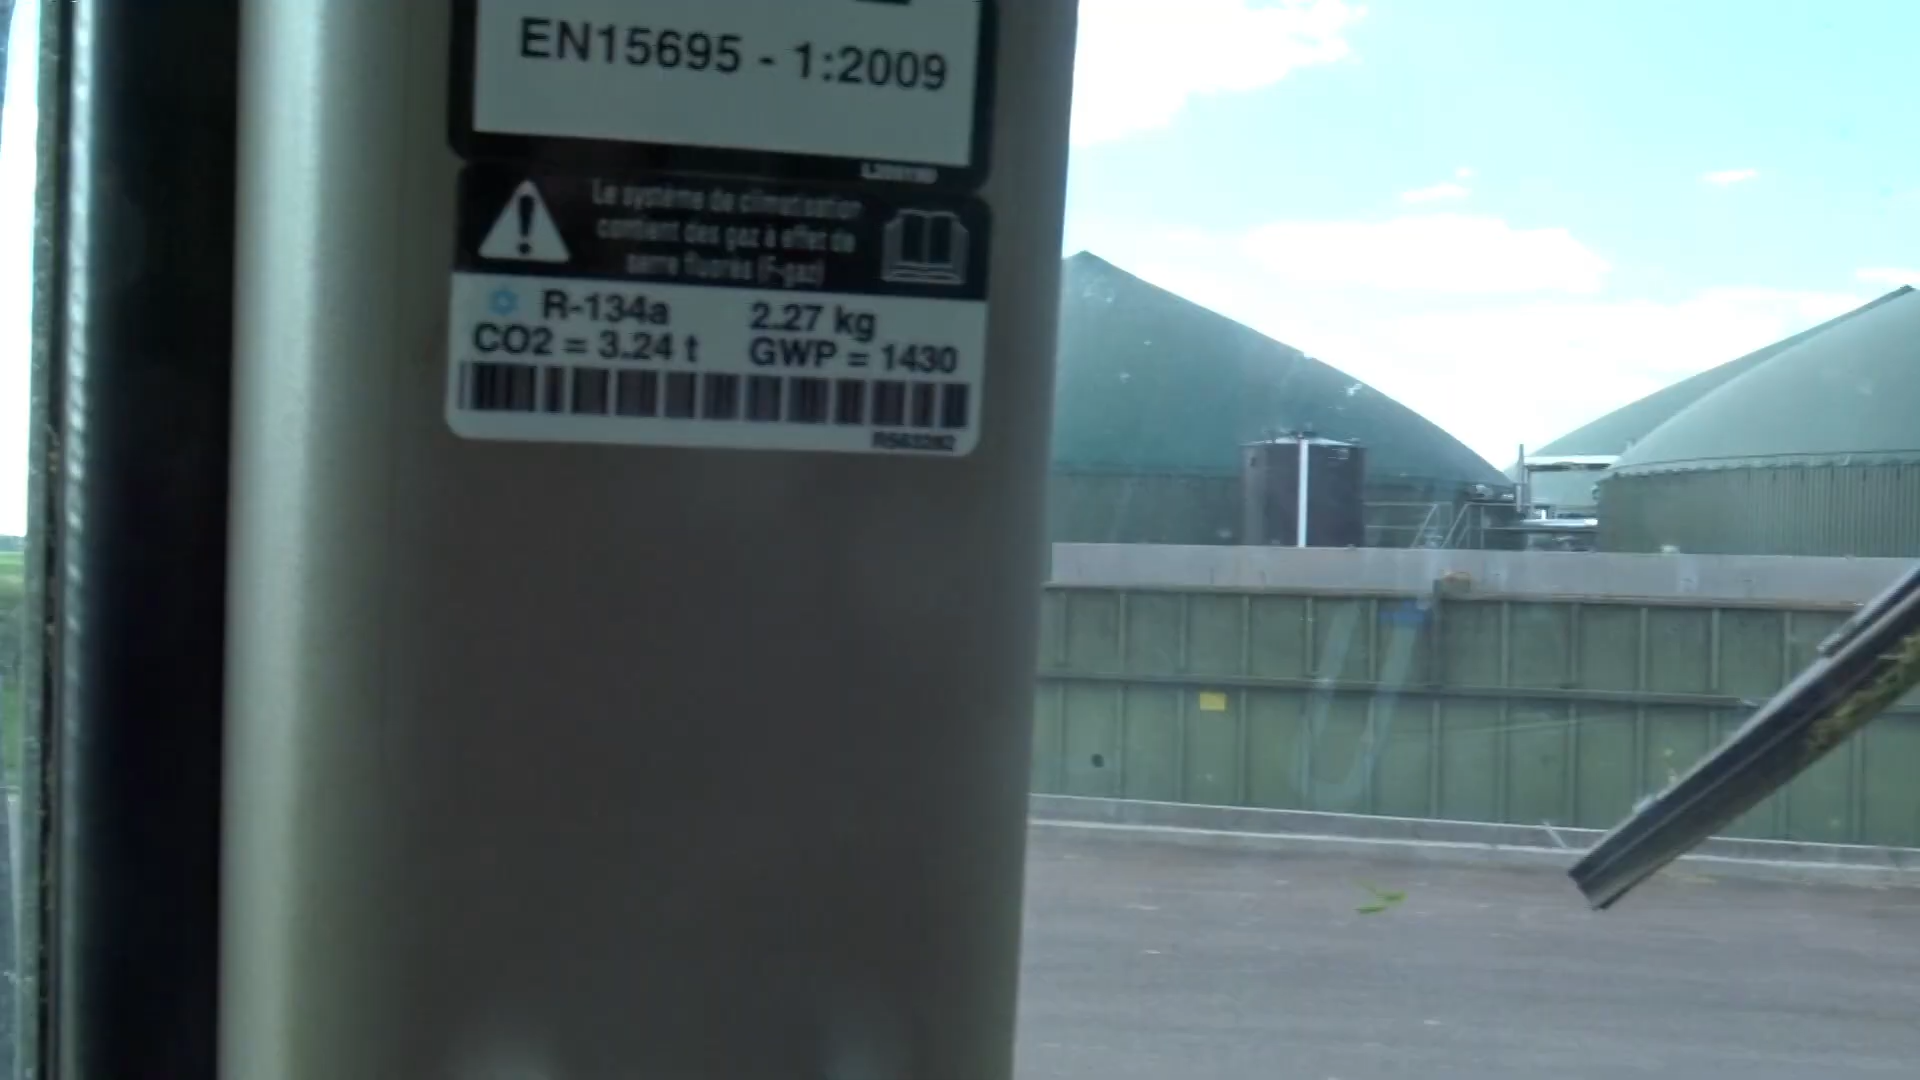 EN15695 - 1:2009
Le système de climatisation
contient des gaz à effet de
serre fluorés (F-gaz)
R-134a 2.27 kg
CO2 = 3.24 t GWP = 1430